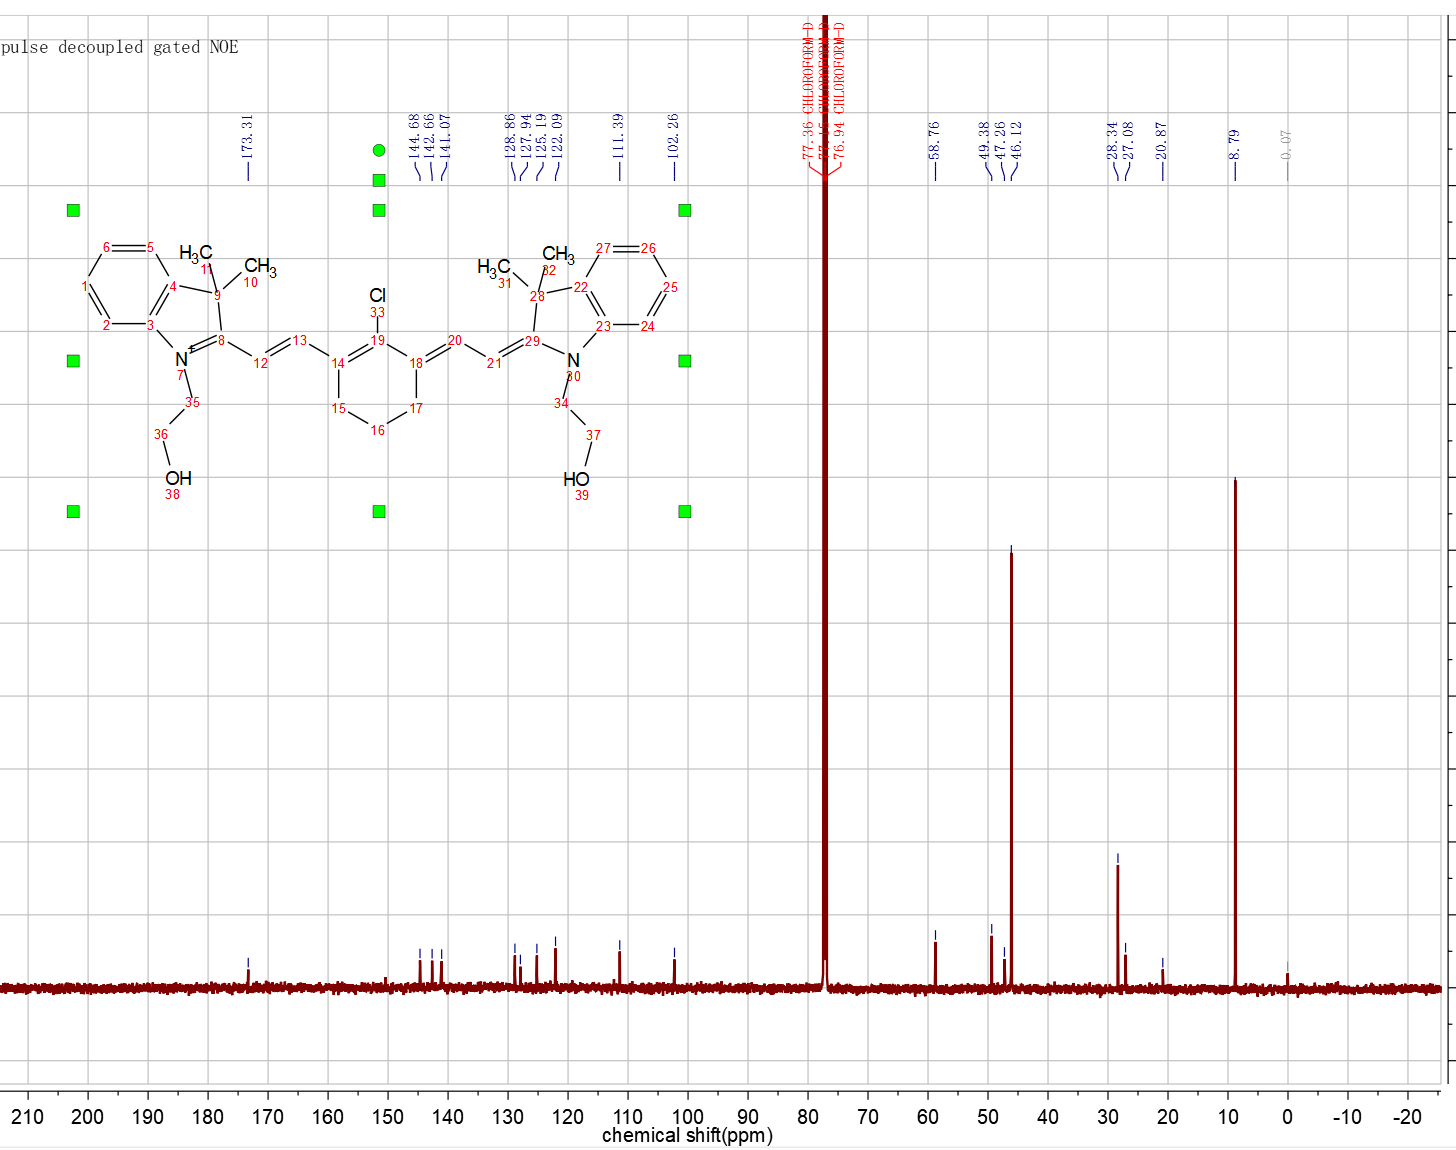 pulse decoupled gated NOE
173.31
144.68
142.66
141.07
128.86
127.94
125.19
122.09
111.39
102.26
77.36 CHLOROFORM-D
76.94 CHLOROFORM-D
58.76
49.38
47.26
46.12
28.34
27.08
20.87
8.79
0.07
6 5 H3C 11 CH3 10
1 4 9
2 3 8
N+ 7
12 13
35
36
OH
38
Cl
33
14 19 18
15 17
16
20 21
H3C 31 CH3 32 27 26
28 22 25
29 23 24
N
30
34
37
HO
39
210 200 190 180 170 160 150 140 130 120 110 100 90 80 70 60 50 40 30 20 10 0 -10 -20
chemical shift(ppm)